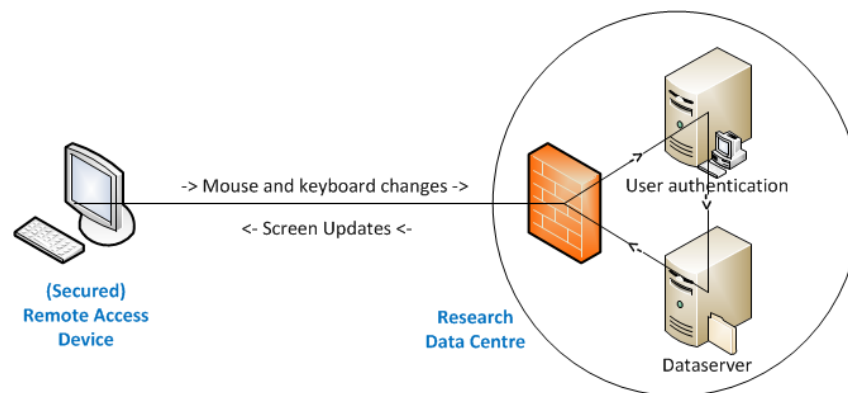 -> Mouse and keyboard changes ->
<- Screen Updates <-
(Secured)
Remote Access
Device
Research
Data Centre
User authentication
Dataserver